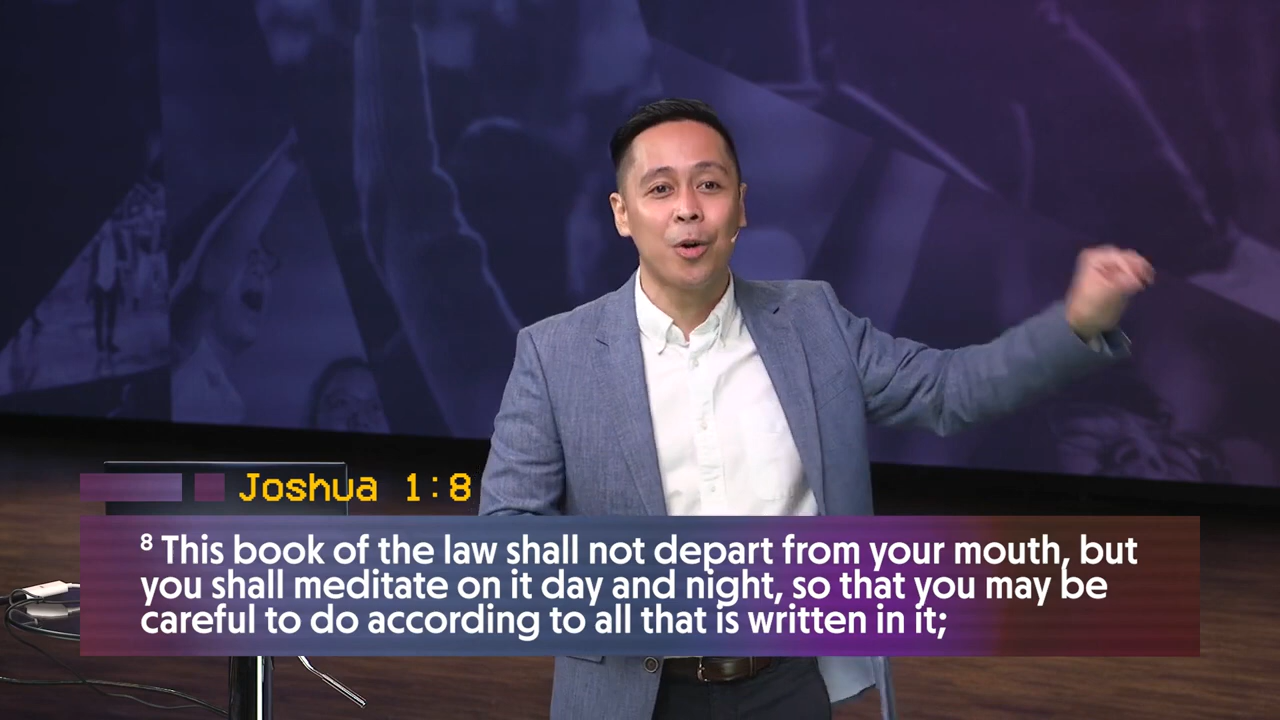 Joshua 1:8
8 This book of the law shall not depart from your mouth, but
you shall meditate on it day and night, so that you may be
careful to do according to all that is written in it;